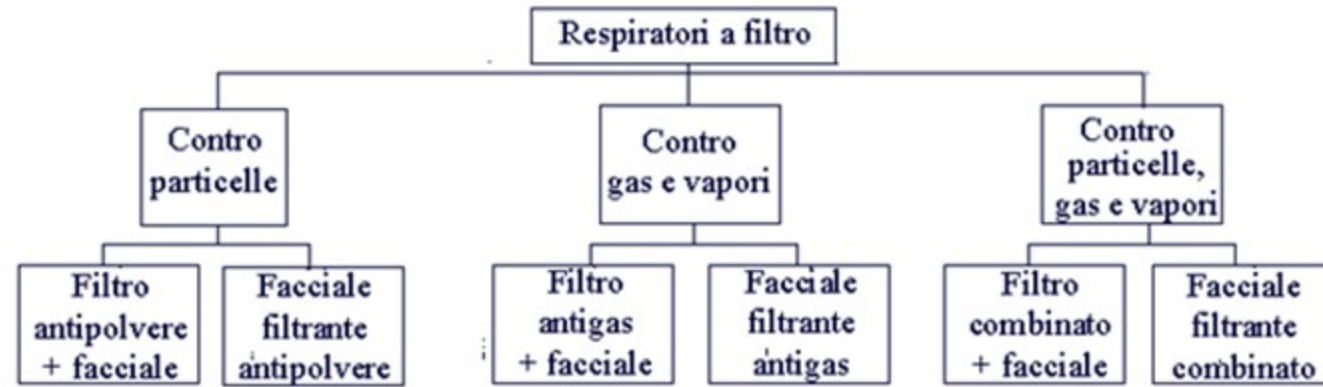 Respiratori a filtro
Contro
particelle
Contro
gas e vapori
Contro
particelle,
gas e vapori
Filtro
antipolvere
+ facciale
Facciale
filtrante
antipolvere
Filtro
antigas
+ facciale
Facciale
filtrante
antigas
Filtro
combinato
+ facciale
Facciale
filtrante
combinato